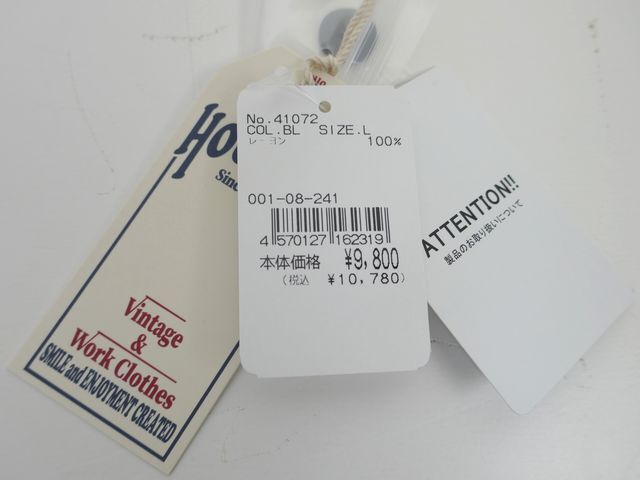 Vintage
&
Work Clothes
SMILE and ENJOYMENT CREATED
No.41072
COL.BL SIZE.L
レーヨン 100%
001-08-241
4 570127 162319
本体価格 ¥9,800
(税込 ¥10,780)
ATTENTION!!
製品のお取り扱いについて